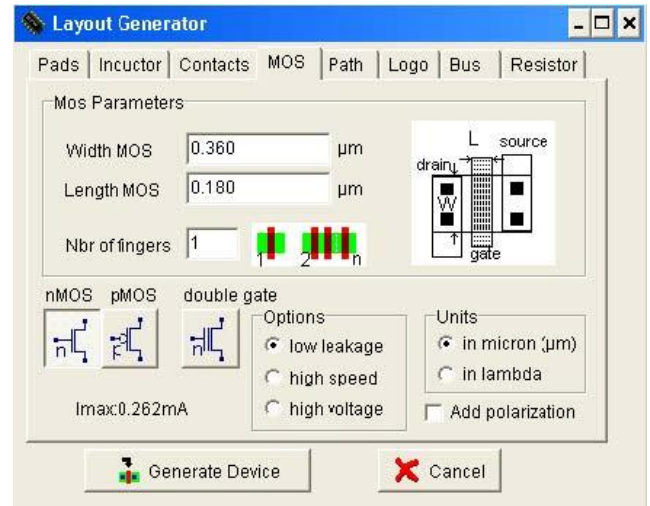 Layout Generator
Pads Incuctor Contacts MOS Path Logo Bus Resistor
Mos Parameters
Width MOS 0.360 µm
Length MOS 0.180 µm
Nbr of fingers 1
1 2 n
L source
drain
W
gate
nMOS pMOS double gate
n p n
Options
low leakage
high speed
high voltage
Units
in micron (µm)
in lambda
Imax:0.262mA
Add polarization
Generate Device Cancel